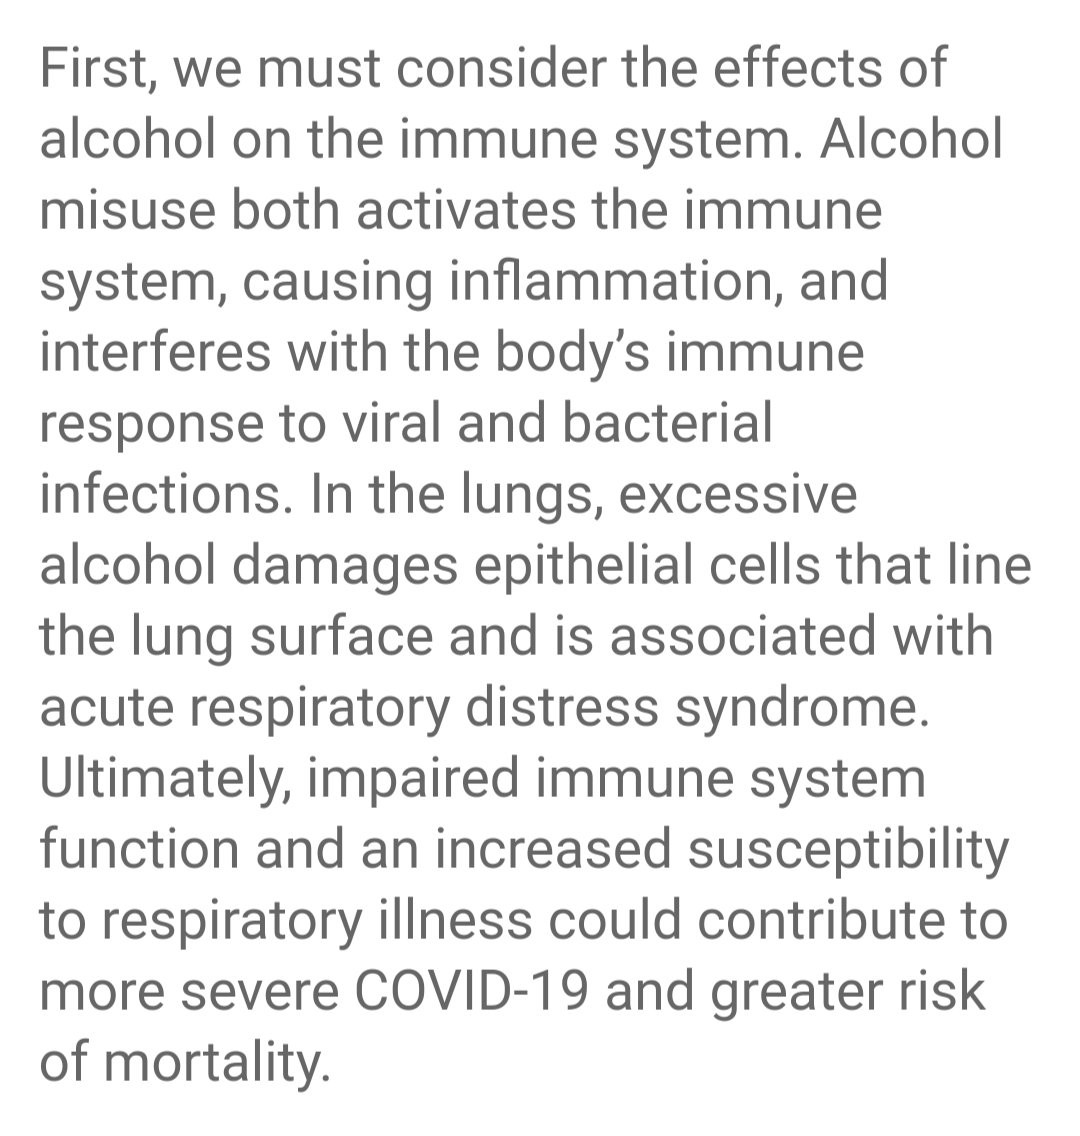 First, we must consider the effects of
alcohol on the immune system. Alcohol
misuse both activates the immune
system, causing inflammation, and
interferes with the body’s immune
response to viral and bacterial
infections. In the lungs, excessive
alcohol damages epithelial cells that line
the lung surface and is associated with
acute respiratory distress syndrome.
Ultimately, impaired immune system
function and an increased susceptibility
to respiratory illness could contribute to
more severe COVID-19 and greater risk
of mortality.